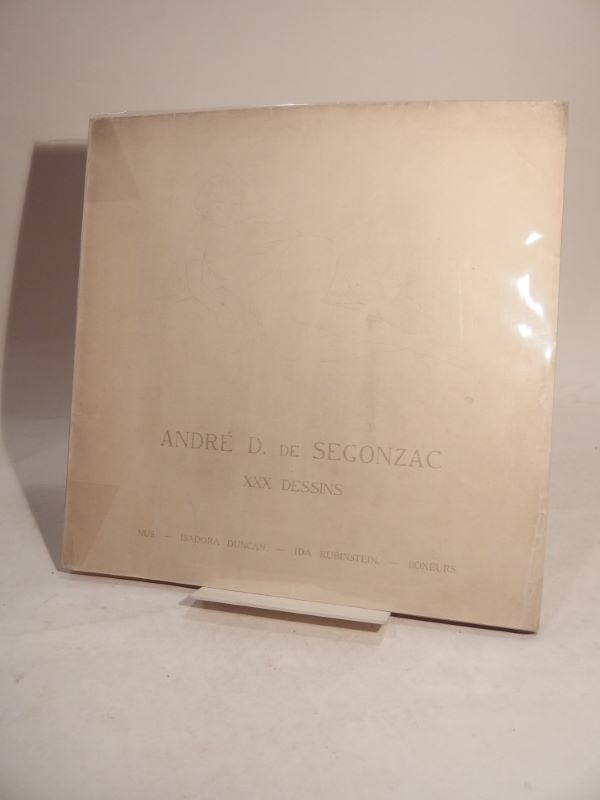 ANDRÉ D. DE SEGONZAC
XXX DESSINS
NUS. — ISADORA DUNCAN. — IDA RUBINSTEIN. — BOXEURS.